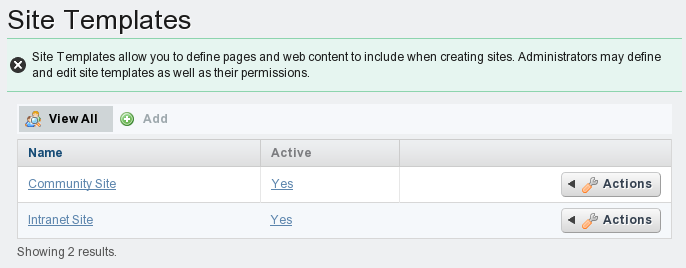 Site Templates
Site Templates allow you to define pages and web content to include when creating sites. Administrators may define
and edit site templates as well as their permissions.
View All Add
Name Active
Community Site Yes Actions
Intranet Site Yes Actions
Showing 2 results.